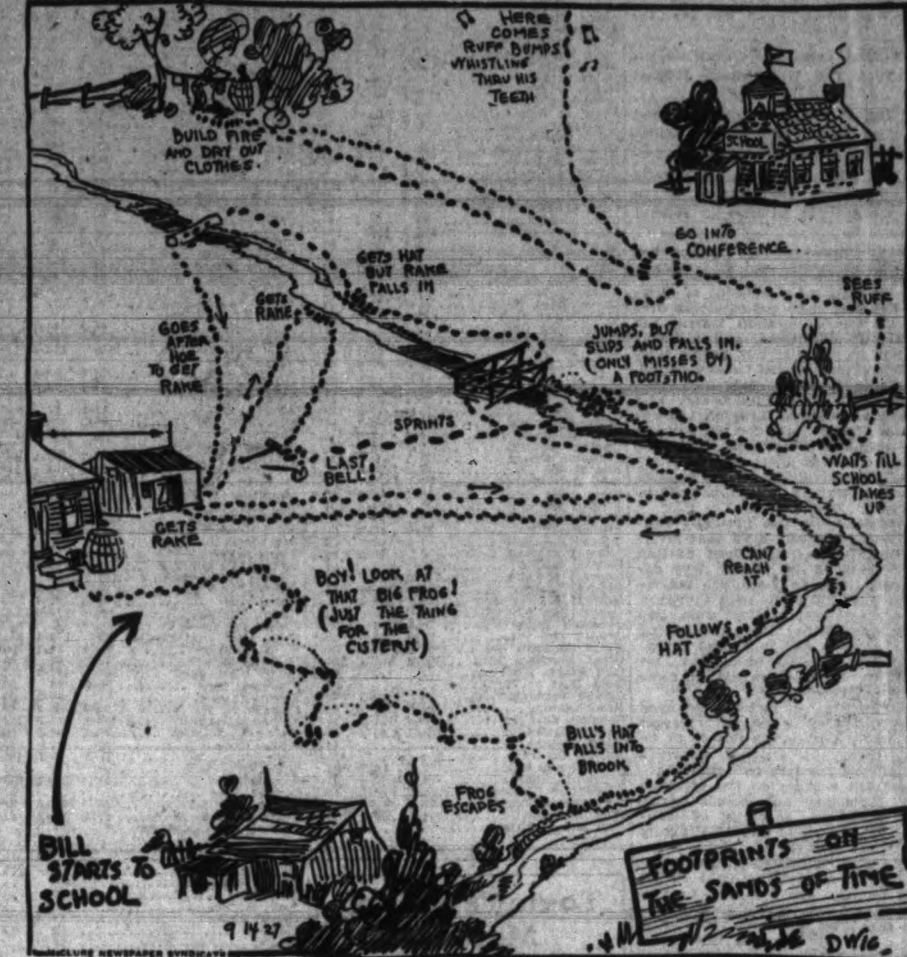 HERE
COMES
RUFF BUMPS
WHISTLING
THRU HIS
TEETH
BUILD FIRE
AND DRY OUT
CLOTHES.
SCHOOL
GO INTO
CONFERENCE
GETS HAT
BUT RAKE
FALLS IN
SEES
RUFF
GETS
RAKE
GOES
AFTER
HOE
TO GET
RAKE
JUMPS, BUT
SLIPS AND FALLS IN.
(ONLY MISSES BY)
A FOOT, THO.
SPRINTS
LAST
BELL!
WAITS TILL
SCHOOL
TAKES
UP
GETS
RAKE
CAN'T
REACH
IT
BOY! LOOK AT
THAT BIG FROG!
(JUST THE THING
FOR THE
CISTERN)
FOLLOWS
HAT
BILL'S HAT
FALLS INTO
BROOK
FROG
ESCAPES
BILL
STARTS TO
SCHOOL
FOOTPRINTS ON
THE SANDS OF TIME
9 14 27
DWIG.
McCLURE NEWSPAPER SYNDICATE